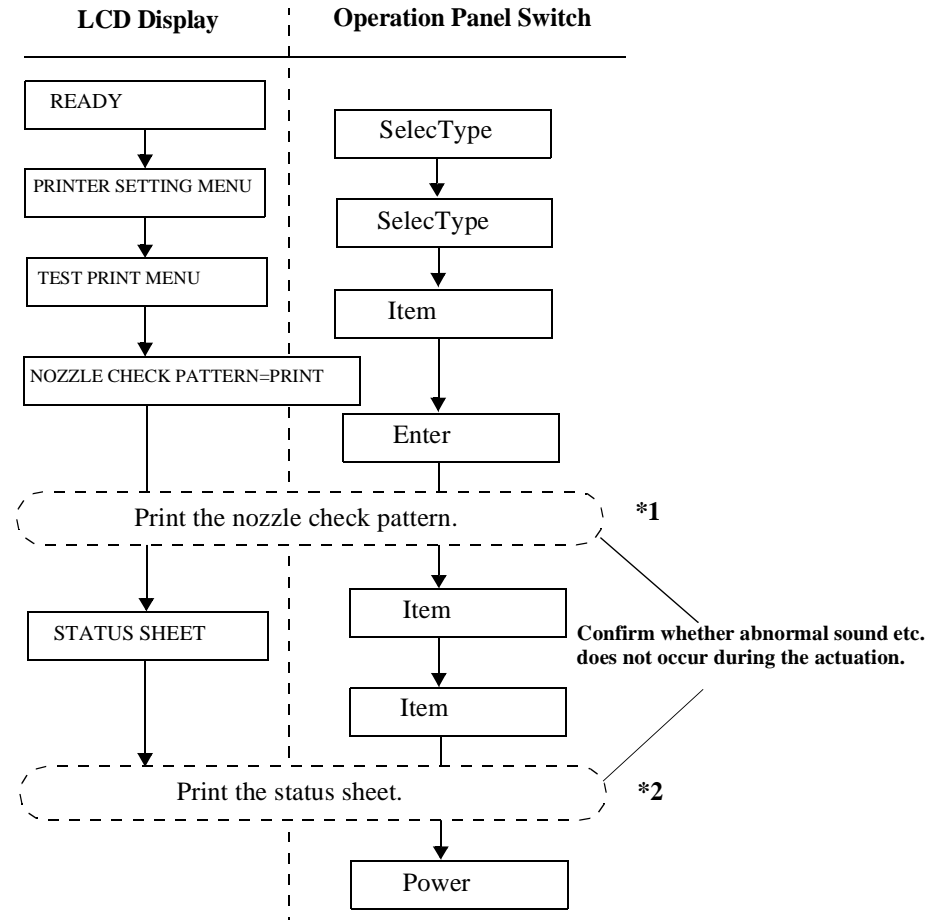 LCD Display
Operation Panel Switch
READY
SelecType
PRINTER SETTING MENU
SelecType
TEST PRINT MENU
Item
NOZZLE CHECK PATTERN=PRINT
Enter
Print the nozzle check pattern.
*1
Item
STATUS SHEET
Confirm whether abnormal sound etc.
does not occur during the actuation.
Item
Print the status sheet.
*2
Power